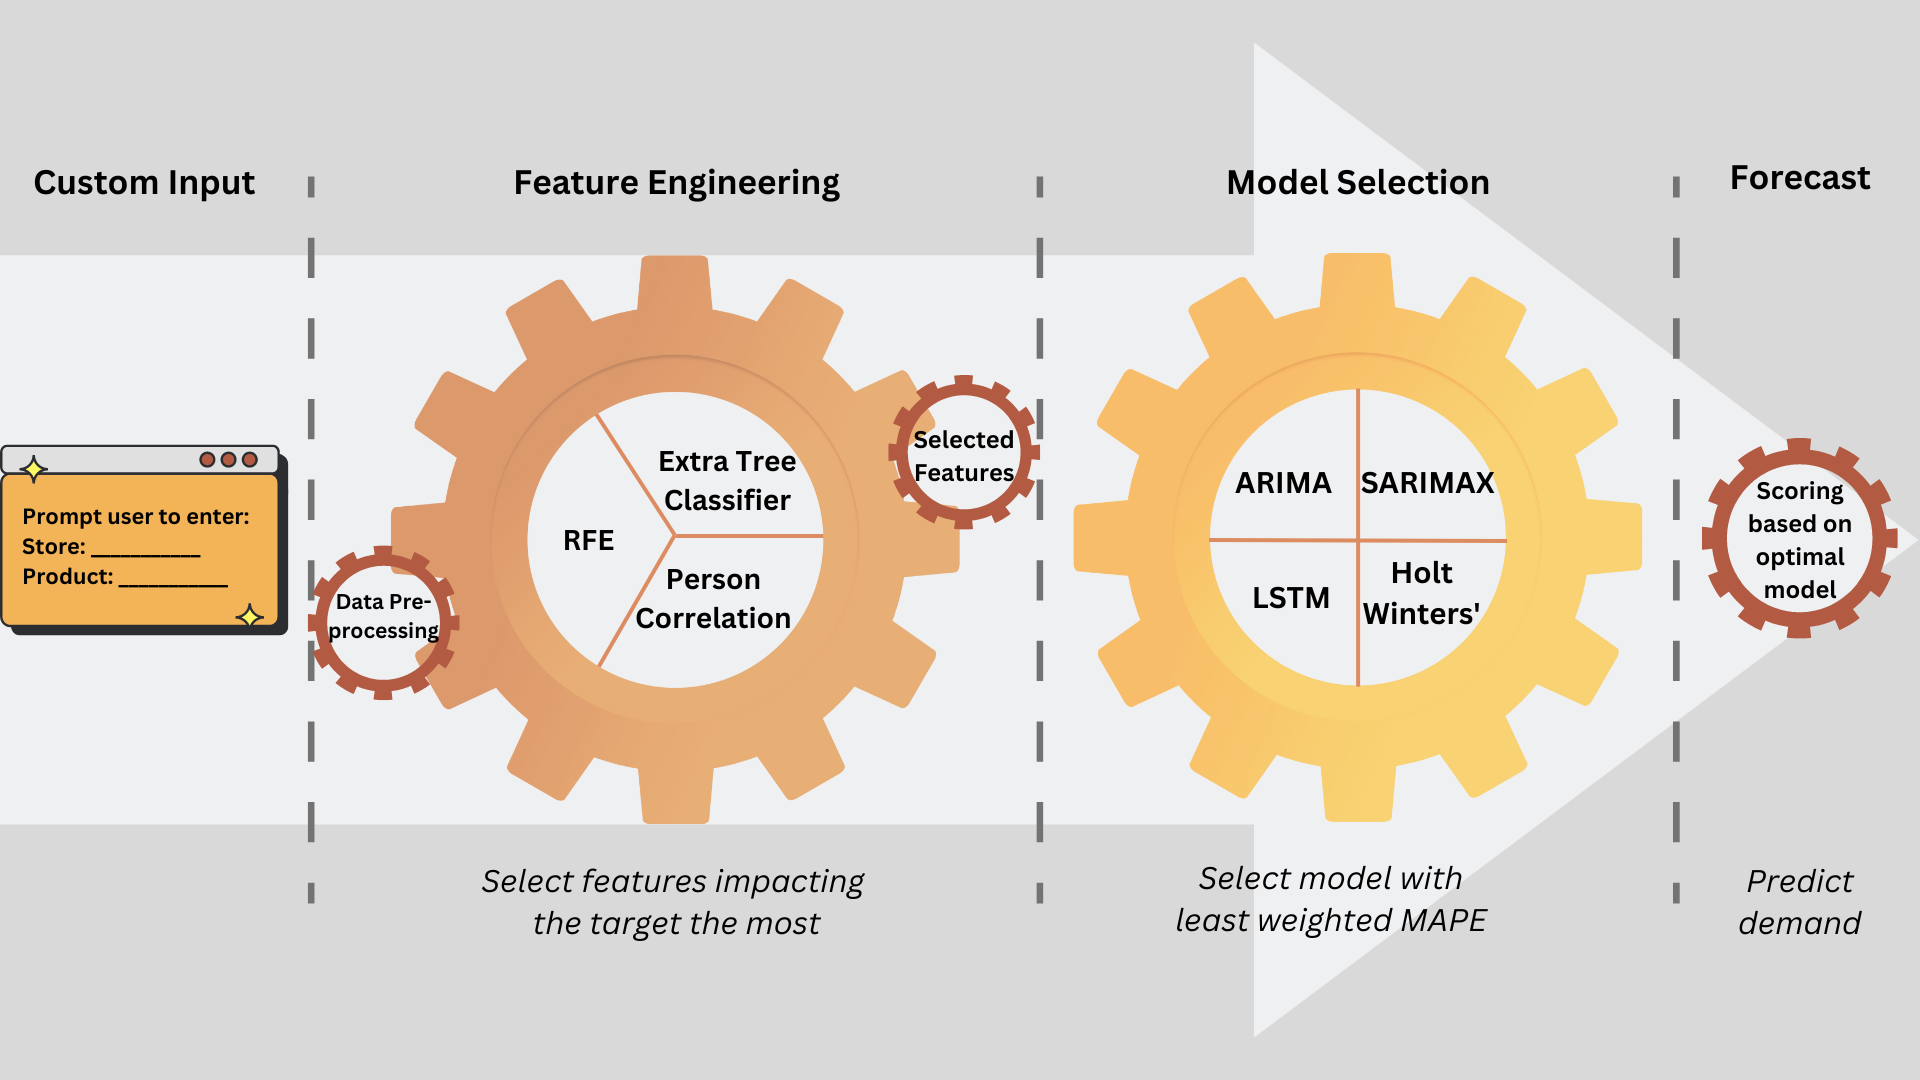 Custom Input
Feature Engineering
Model Selection
Forecast
Prompt user to enter:
Store: ___________
Product: ___________
Data Pre-
processing
RFE
Extra Tree
Classifier
Person
Correlation
Selected
Features
ARIMA
SARIMAX
LSTM
Holt
Winters'
Scoring
based on
optimal
model
Select features impacting
the target the most
Select model with
least weighted MAPE
Predict
demand